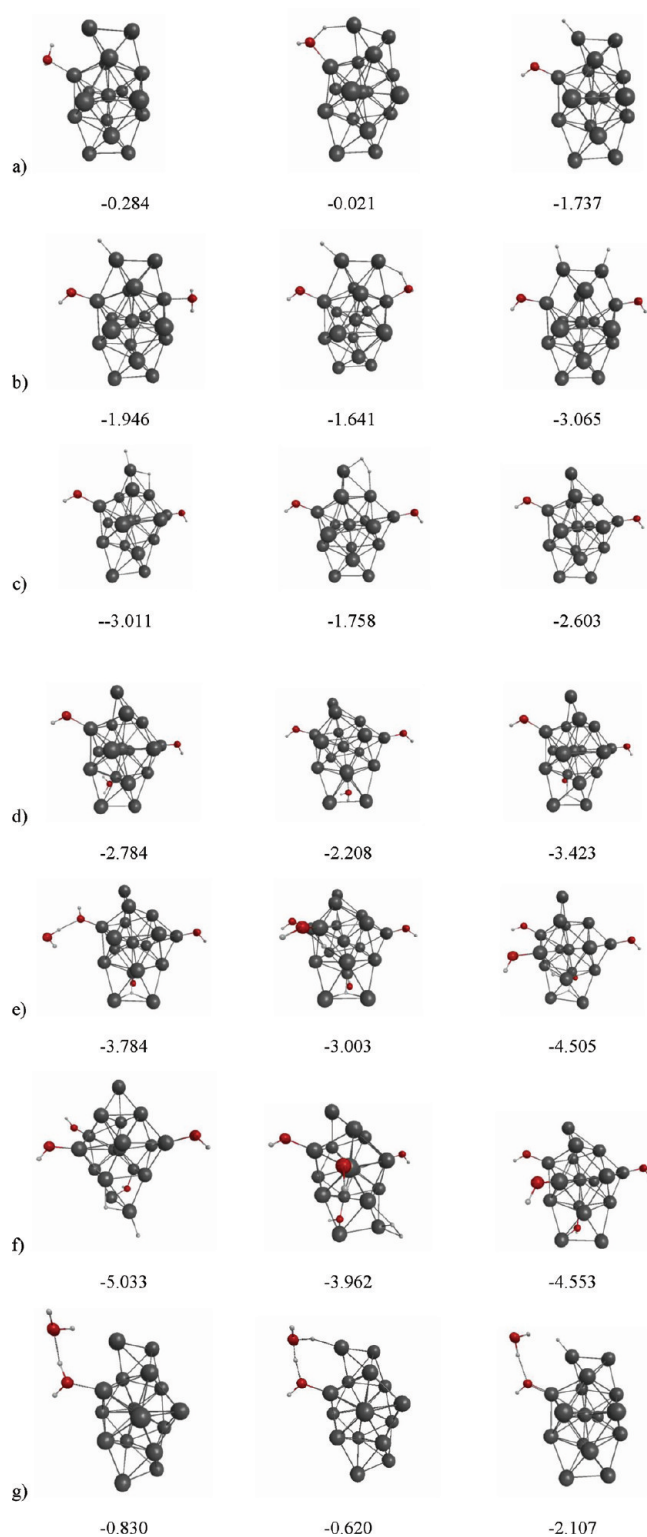 a)
-0.284 -0.021 -1.737
b)
-1.946 -1.641 -3.065
c)
--3.011 -1.758 -2.603
d)
-2.784 -2.208 -3.423
e)
-3.784 -3.003 -4.505
f)
-5.033 -3.962 -4.553
g)
-0.830 -0.620 -2.107